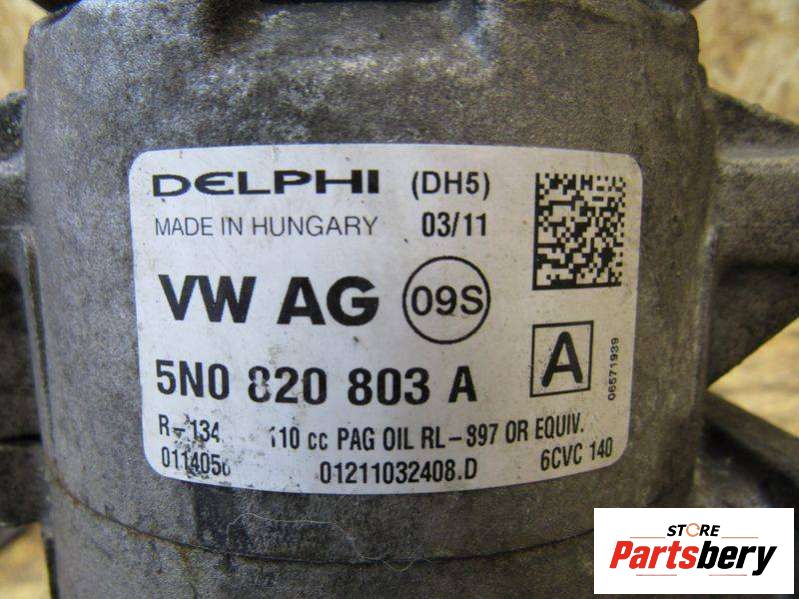 DELPHI (DH5)
MADE IN HUNGARY 03/11
VW AG 09S
5N0 820 803 A A
06571939
R-134 110 cc PAG OIL RL-897 OR EQUIV.
01211032408.D 6CVC 140
STORE
Partsbery